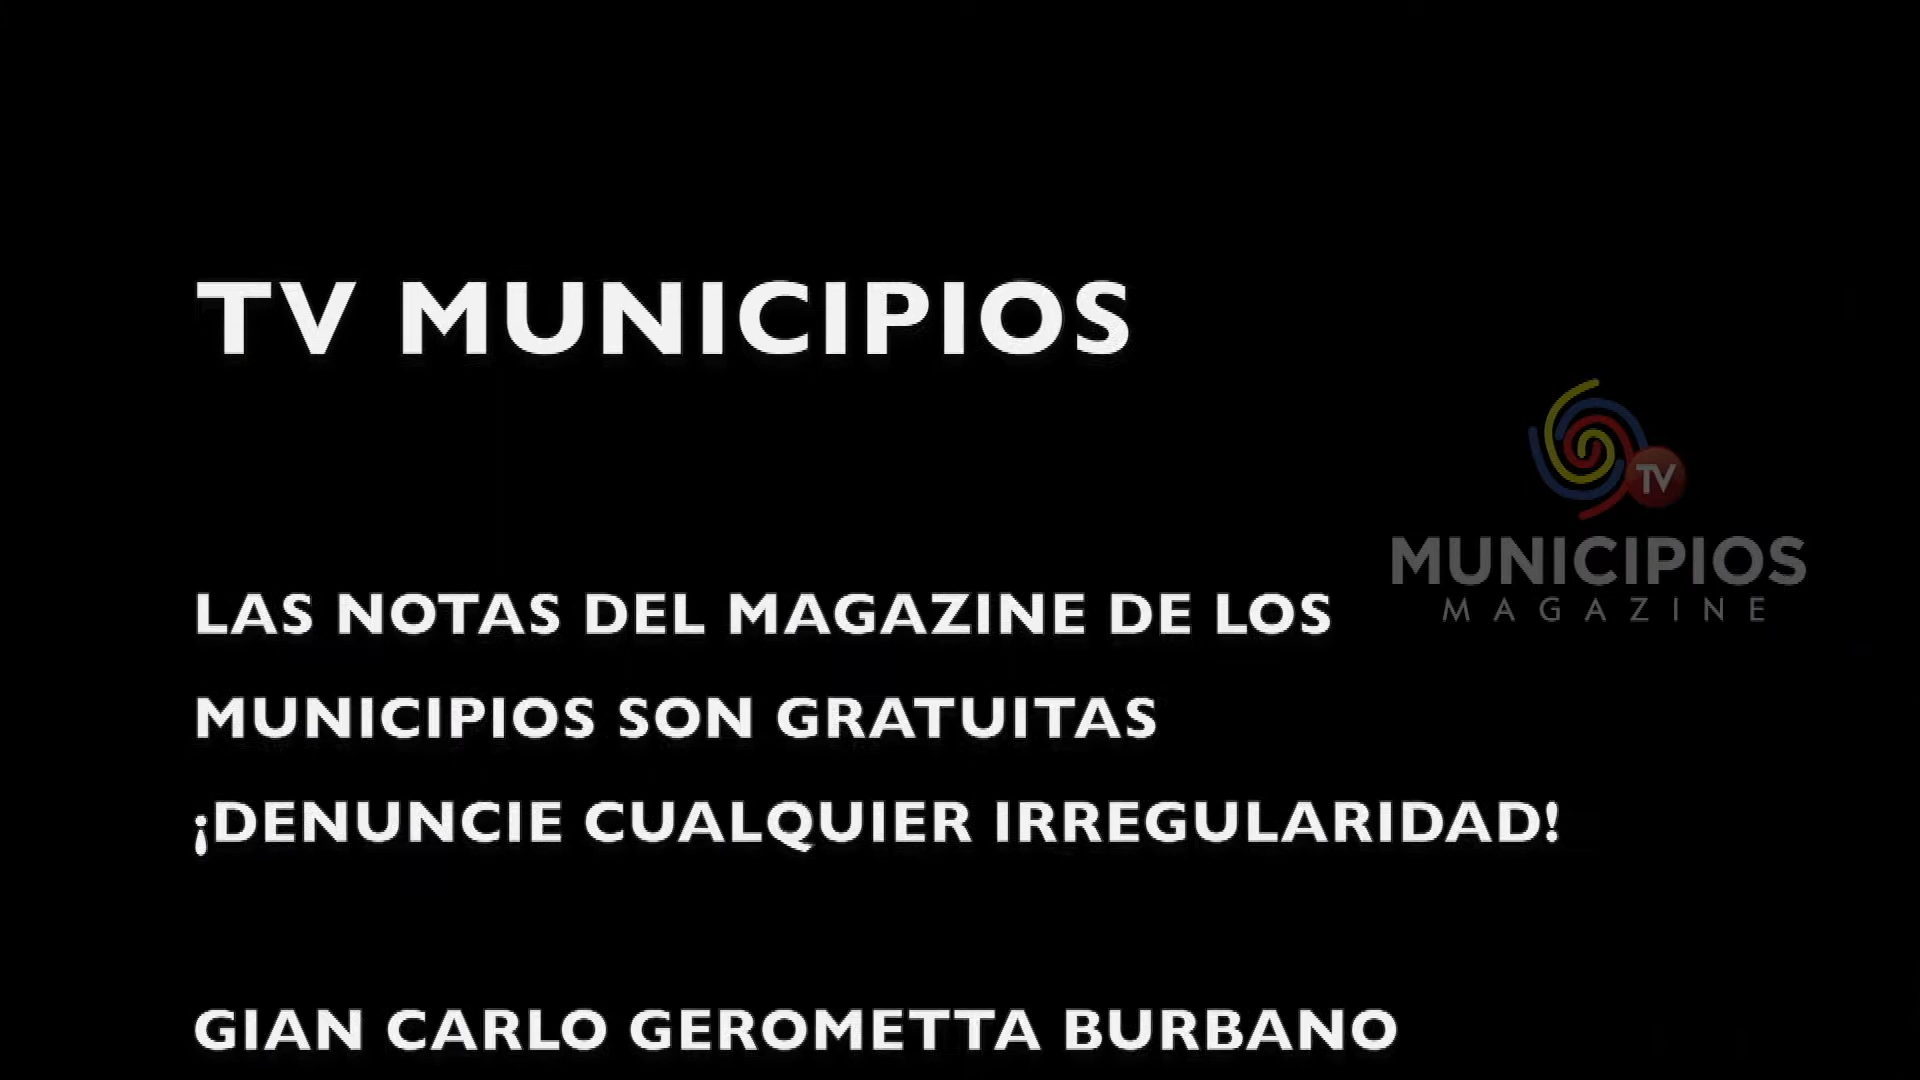 TV MUNICIPIOS
TV
MUNICIPIOS
MAGAZINE
LAS NOTAS DEL MAGAZINE DE LOS
MUNICIPIOS SON GRATUITAS
¡DENUNCIE CUALQUIER IRREGULARIDAD!
GIAN CARLO GEROMETTA BURBANO